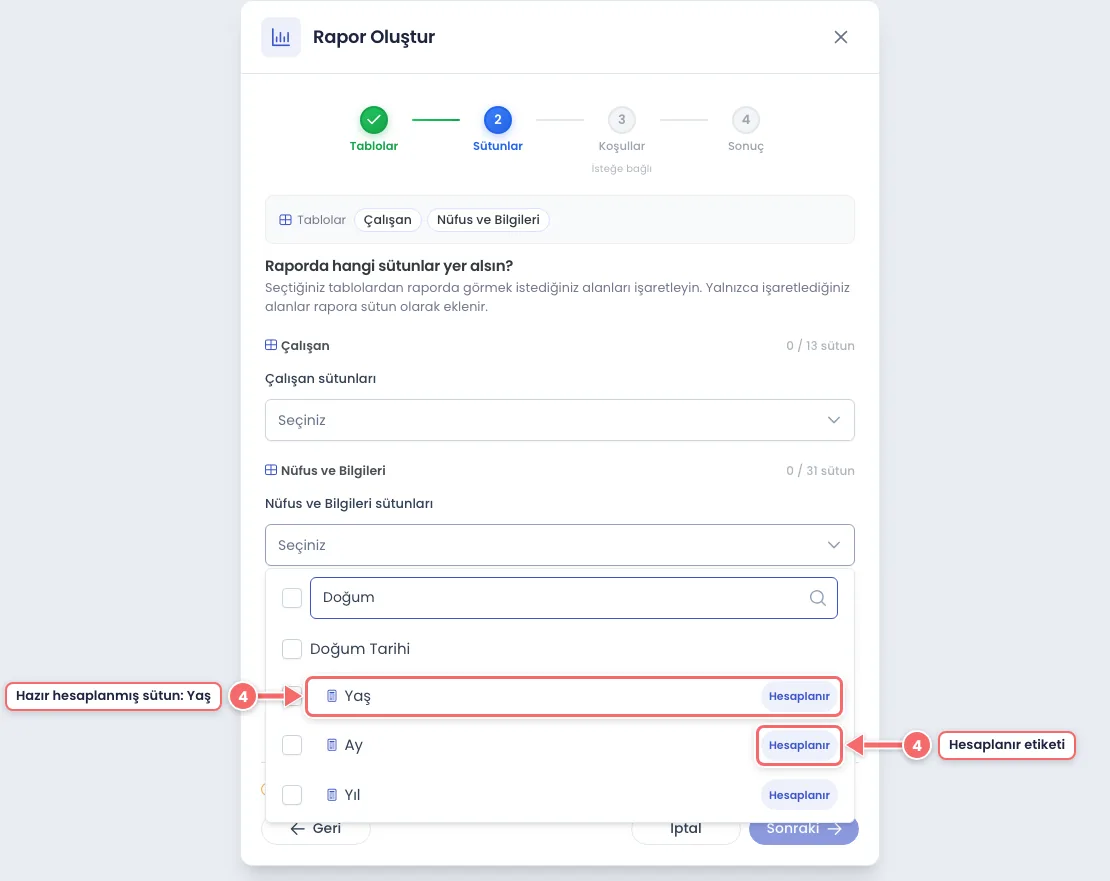 Rapor Oluştur
2
3
4
Tablolar
Sütunlar
Koşullar
Sonuç
İsteğe bağlı
Tablolar
Çalışan
Nüfus ve Bilgileri
Raporda hangi sütunlar yer alsın?
Seçtiğiniz tablolardan raporda görmek istediğiniz alanları işaretleyin. Yalnızca işaretlediğiniz
alanlar rapora sütun olarak eklenir.
Çalışan
0 / 13 sütun
Çalışan sütunları
Seçiniz
Nüfus ve Bilgileri
0 / 31 sütun
Nüfus ve Bilgileri sütunları
Seçiniz
Doğum
Doğum Tarihi
Hazır hesaplanmış sütun: Yaş
4
Yaş
Hesaplanır
Ay
Hesaplanır
4
Hesaplanır etiketi
Yıl
Hesaplanır
Geri
İptal
Sonraki